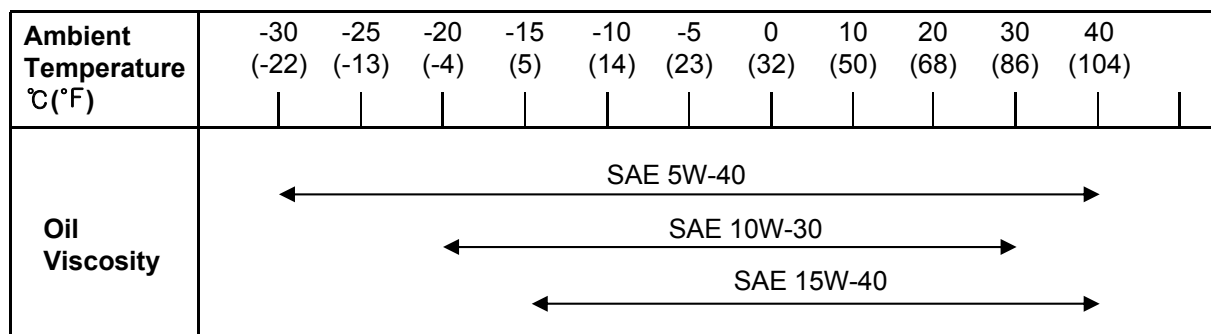 Ambient Temperature ℃(°F)
-30 -25 -20 -15 -10 -5 0 10 20 30 40
(-22) (-13) (-4) (5) (14) (23) (32) (50) (68) (86) (104)
Oil Viscosity
SAE 5W-40
SAE 10W-30
SAE 15W-40